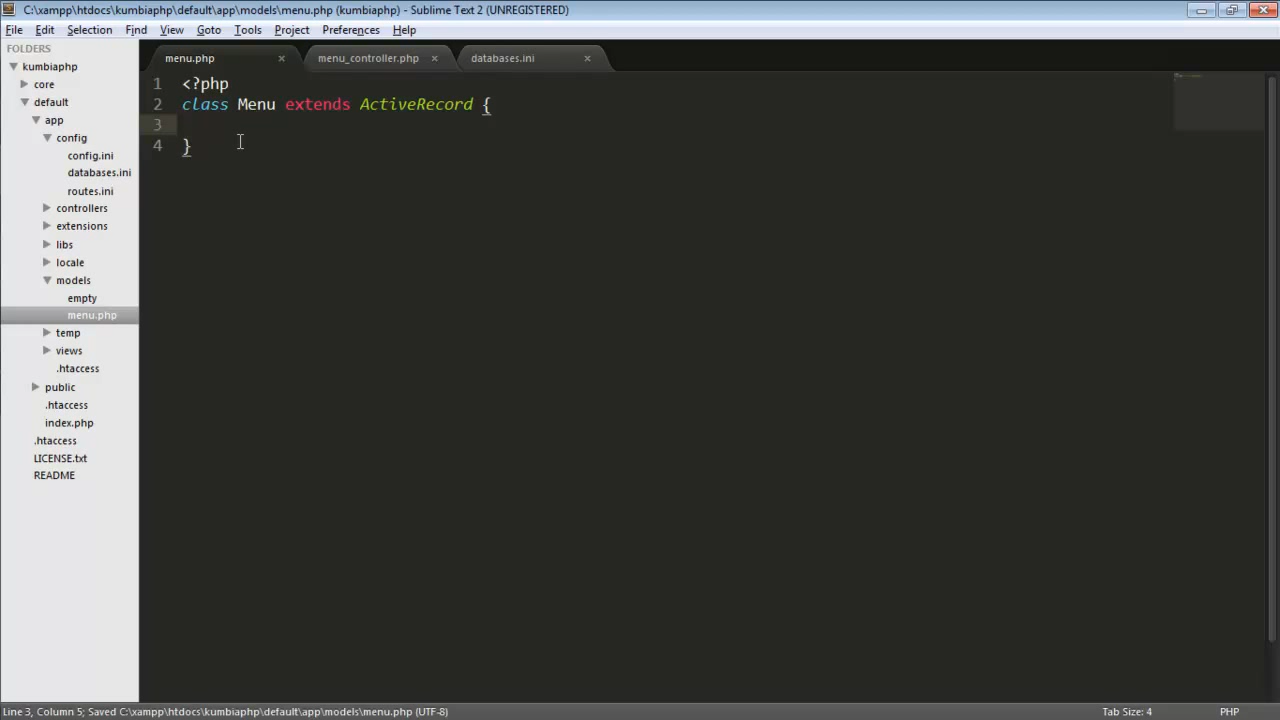 C:\xampp\htdocs\kumbiaphp\default\app\models\menu.php (kumbiaphp) - Sublime Text 2 (UNREGISTERED)
File Edit Selection Find View Goto Tools Project Preferences Help
FOLDERS
kumbiaphp
core
default
app
config
config.ini
databases.ini
routes.ini
controllers
extensions
libs
locale
models
empty
menu.php
temp
views
.htaccess
public
.htaccess
index.php
.htaccess
LICENSE.txt
README
menu.php menu_controller.php databases.ini
1 <?php
2 class Menu extends ActiveRecord {
3
4 }
Line 3, Column 5; Saved C:\xampp\htdocs\kumbiaphp\default\app\models\menu.php (UTF-8) Tab Size: 4 PHP